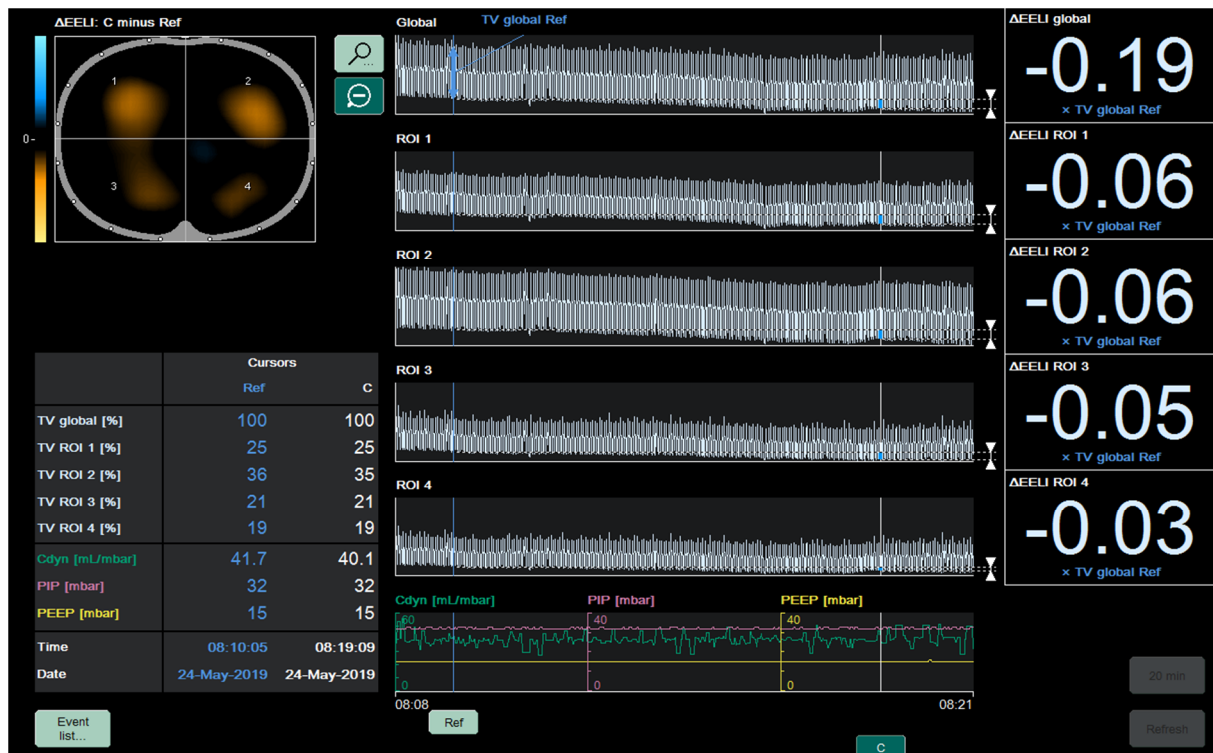 ΔEELI: C minus Ref
0-
1
2
3
4
Cursors
Ref C
TV global [%] 100 100
TV ROI 1 [%] 25 25
TV ROI 2 [%] 36 35
TV ROI 3 [%] 21 21
TV ROI 4 [%] 19 19
Cdyn [mL/mbar] 41.7 40.1
PIP [mbar] 32 32
PEEP [mbar] 15 15
Time 08:10:05 08:19:09
Date 24-May-2019 24-May-2019
Event
list...
Global TV global Ref
ROI 1
ROI 2
ROI 3
ROI 4
Cdyn [mL/mbar] PIP [mbar] PEEP [mbar]
60 40 40
0 0 0
08:08 08:21
Ref
C
ΔEELI global
-0.19
× TV global Ref
ΔEELI ROI 1
-0.06
× TV global Ref
ΔEELI ROI 2
-0.06
× TV global Ref
ΔEELI ROI 3
-0.05
× TV global Ref
ΔEELI ROI 4
-0.03
× TV global Ref
20 min
Refresh